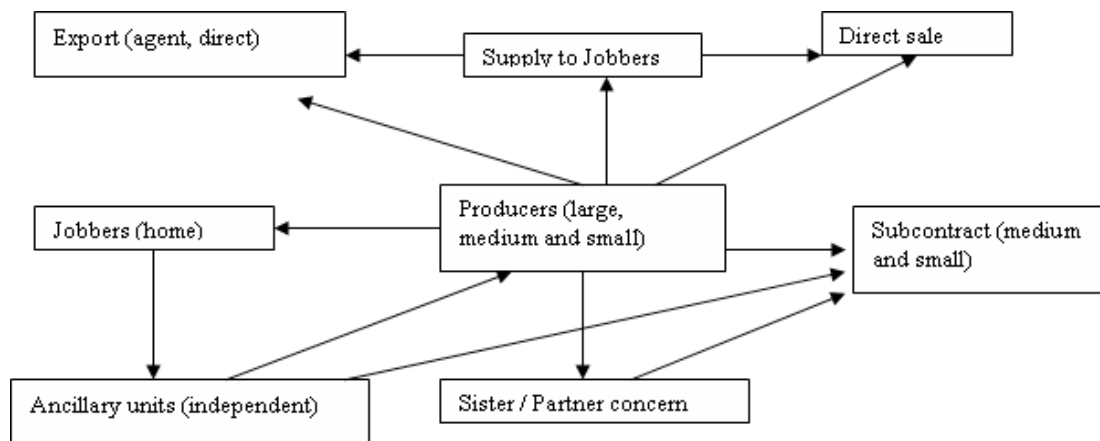 Export (agent, direct)
Supply to Jobbers
Direct sale
Producers (large,
medium and small)
Jobbers (home)
Subcontract (medium
and small)
Ancillary units (independent)
Sister / Partner concern